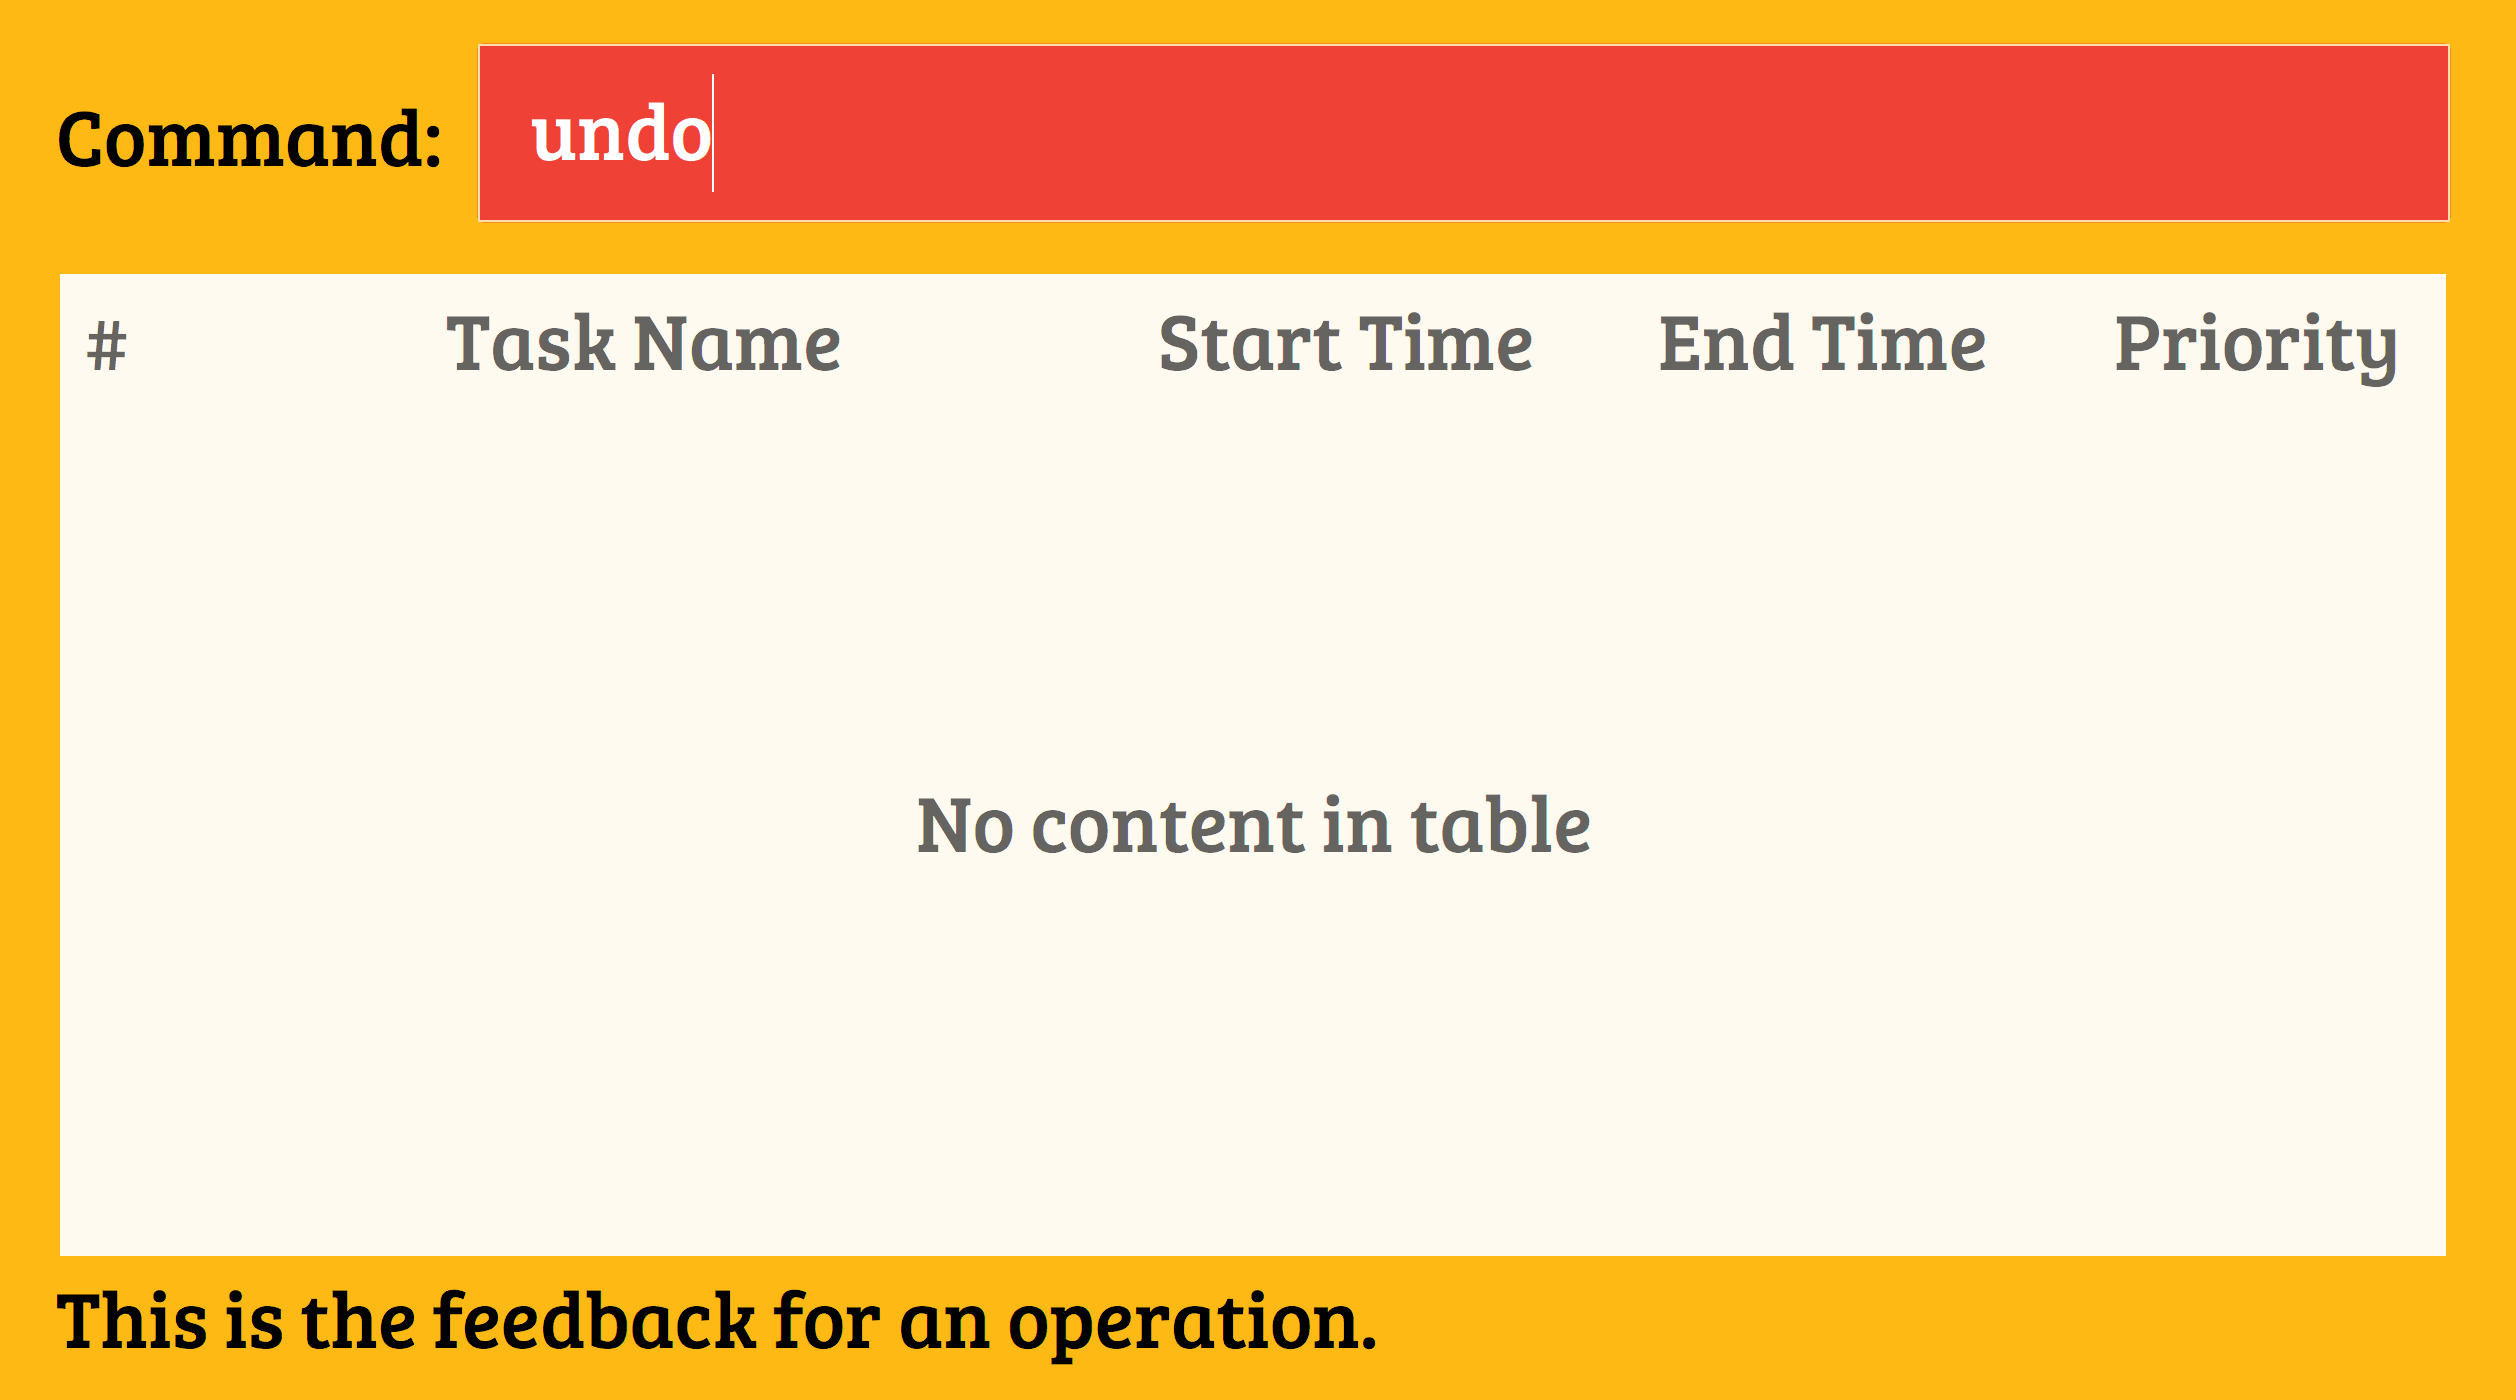 Command: undo
# Task Name Start Time End Time Priority
No content in table
This is the feedback for an operation.